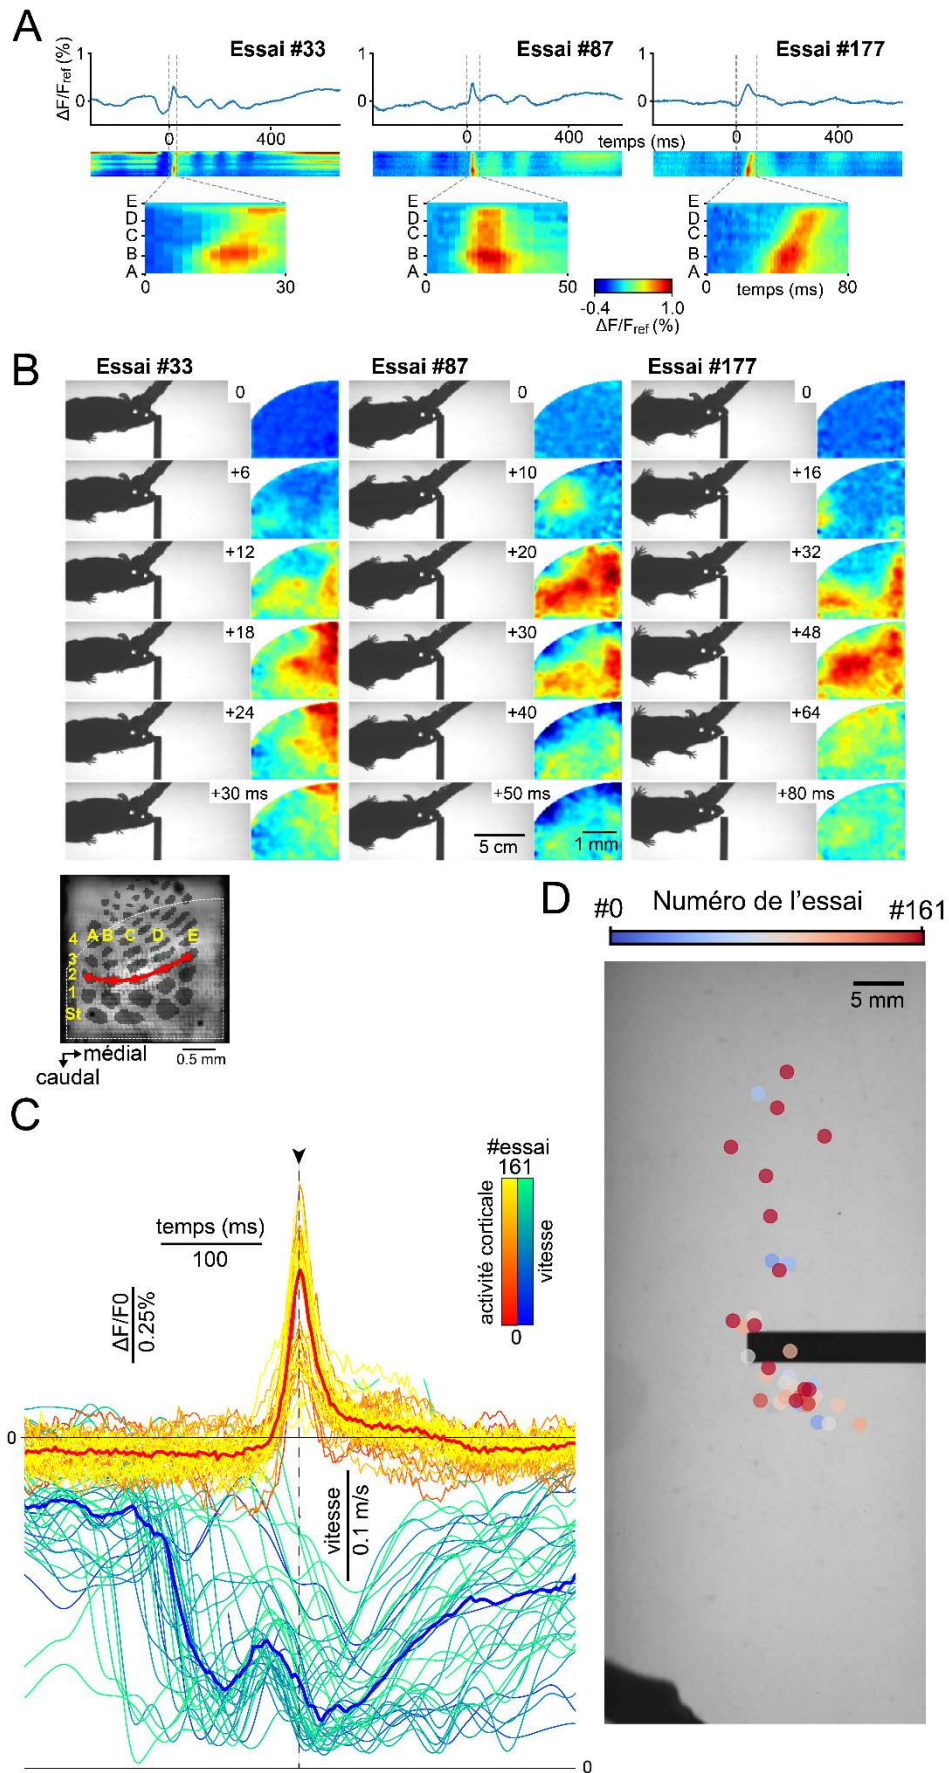 A
Essai #33
Essai #87
Essai #177
ΔF/Fref (%)
1
0
1
0
1
0
0
400
0
400
temps (ms)
0
400
E
D
C
B
A
0
30
E
D
C
B
A
0
50
E
D
C
B
A
0
temps (ms)
80
-0.4
1.0
ΔF/Fref (%)
B
Essai #33
Essai #87
Essai #177
0
0
0
+6
+10
+16
+12
+20
+32
+18
+30
+48
+24
+40
+64
+30 ms
+50 ms
+80 ms
5 cm
1 mm
4
A
B
C
D
E
3
2
1
St
médial
caudal
0.5 mm
C
#essai
161
activité corticale
vitesse
0
temps (ms)
100
ΔF/F0
0.25%
0
vitesse
0.1 m/s
0
D
#0
Numéro de l'essai
#161
5 mm